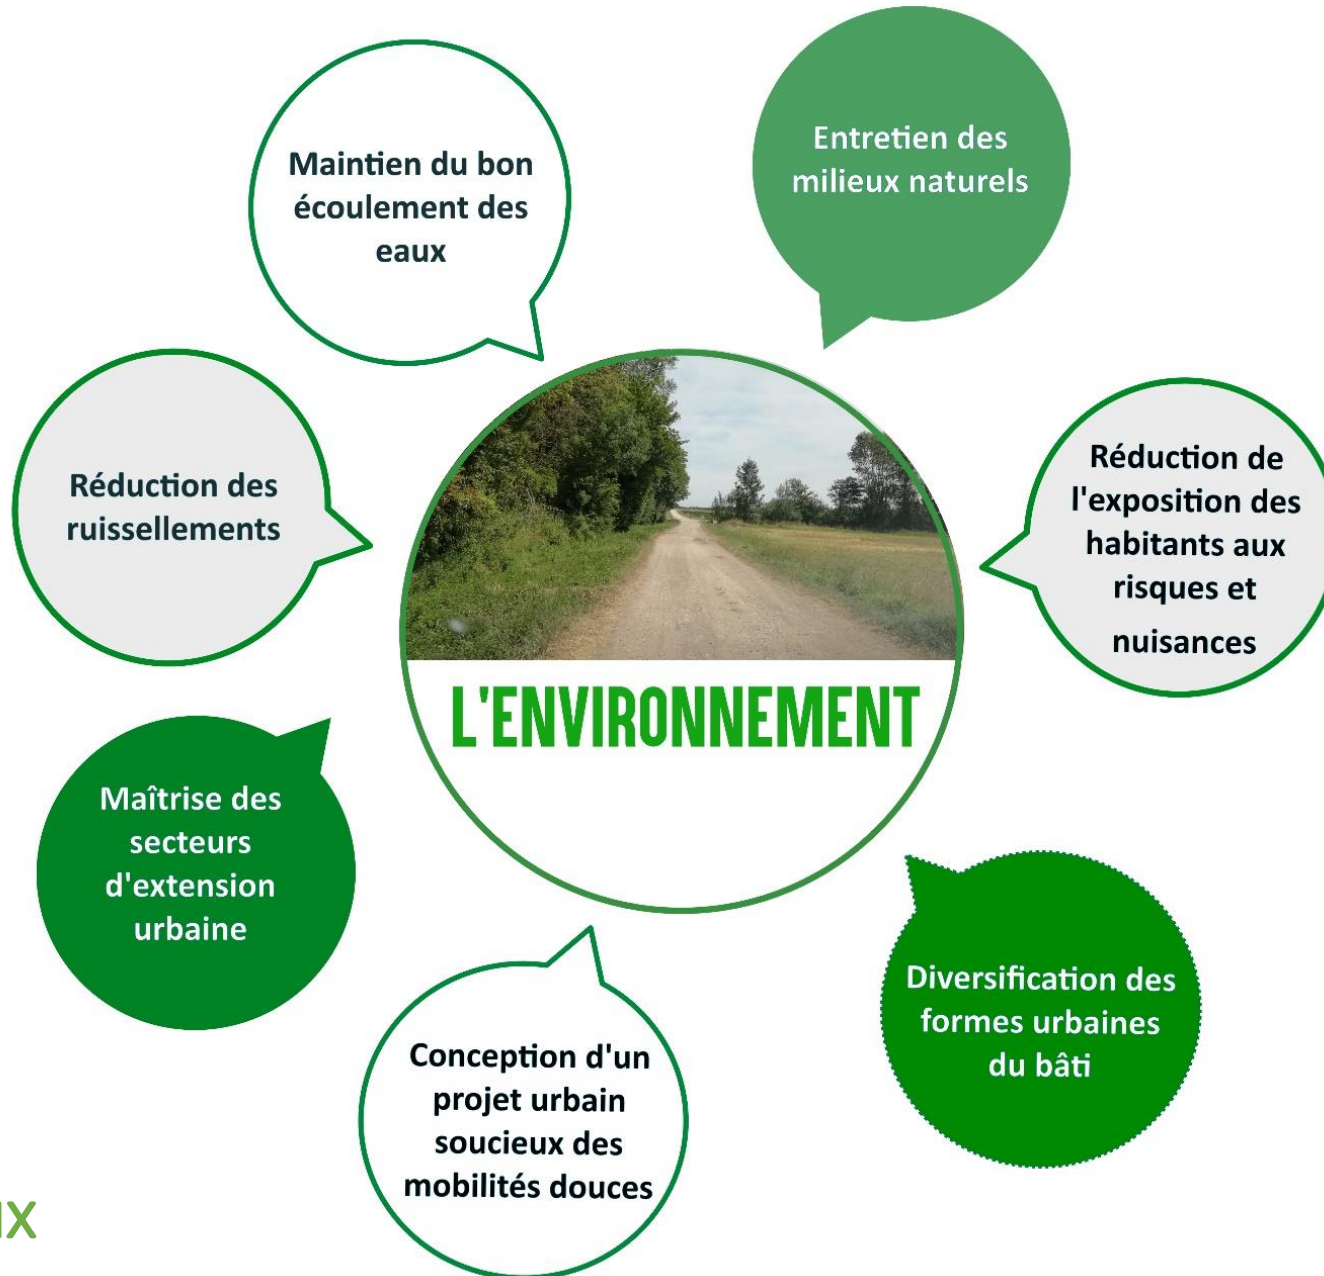 Entretien des
milieux naturels
Maintien du bon
écoulement des
eaux
Réduction de
l'exposition des
habitants aux
risques et
nuisances
Réduction des
ruissellements
L'ENVIRONNEMENT
Maîtrise des
secteurs
d'extension
urbaine
Diversification des
formes urbaines
du bâti
Conception d'un
projet urbain
soucieux des
mobilités douces